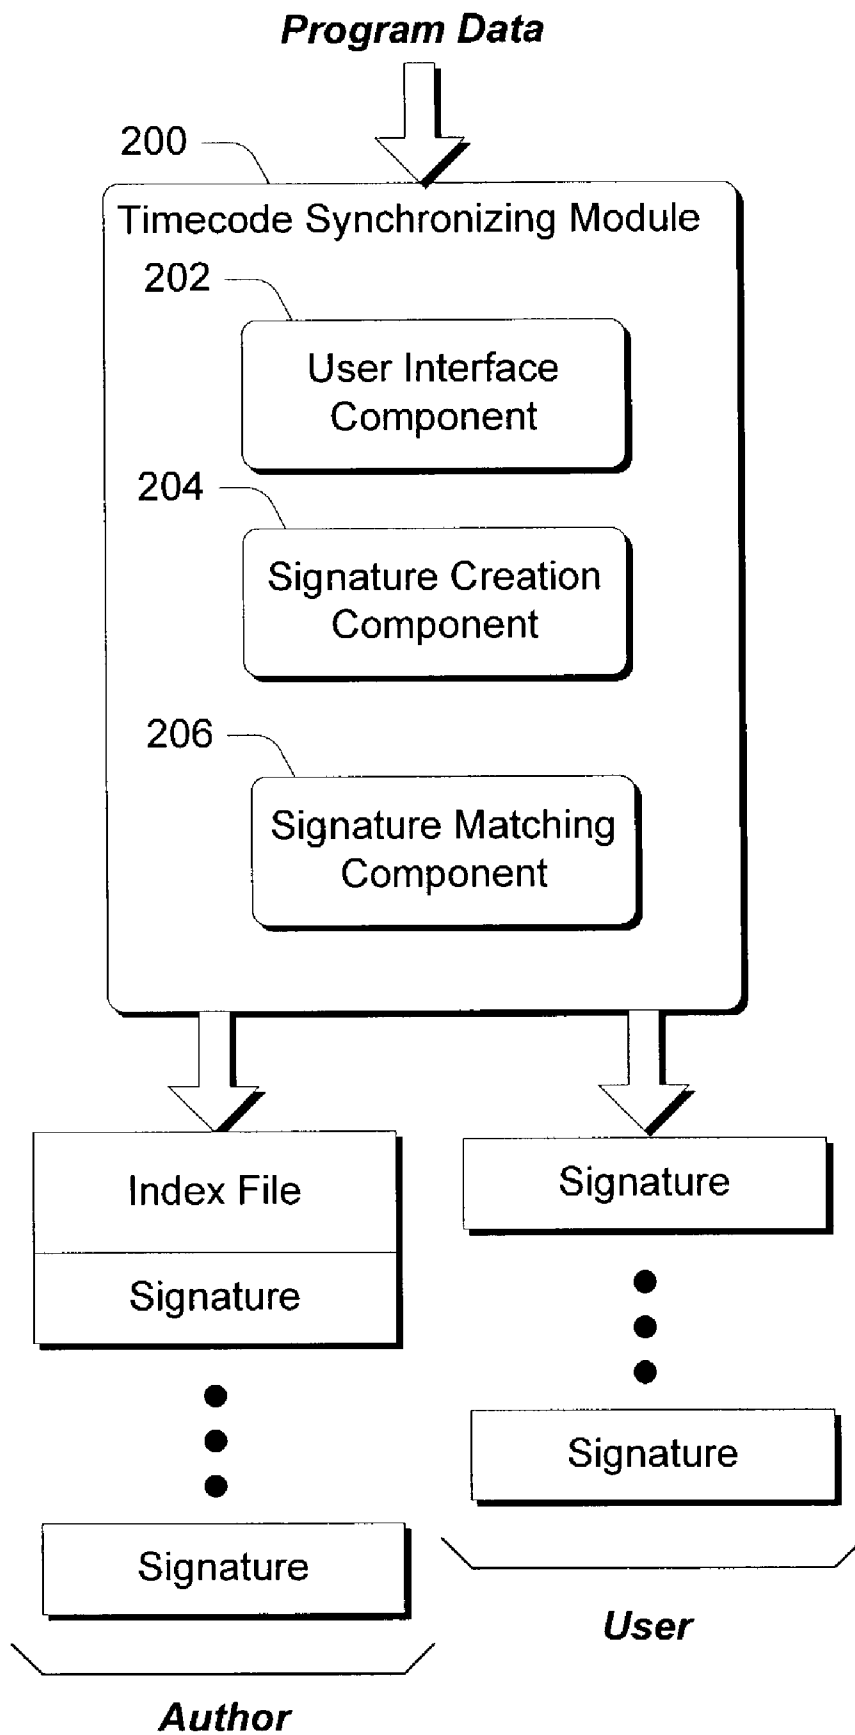 Program Data
200
Timecode Synchronizing Module
202
User Interface
Component
204
Signature Creation
Component
206
Signature Matching
Component
Index File
Signature
Signature
Author
Signature
Signature
User